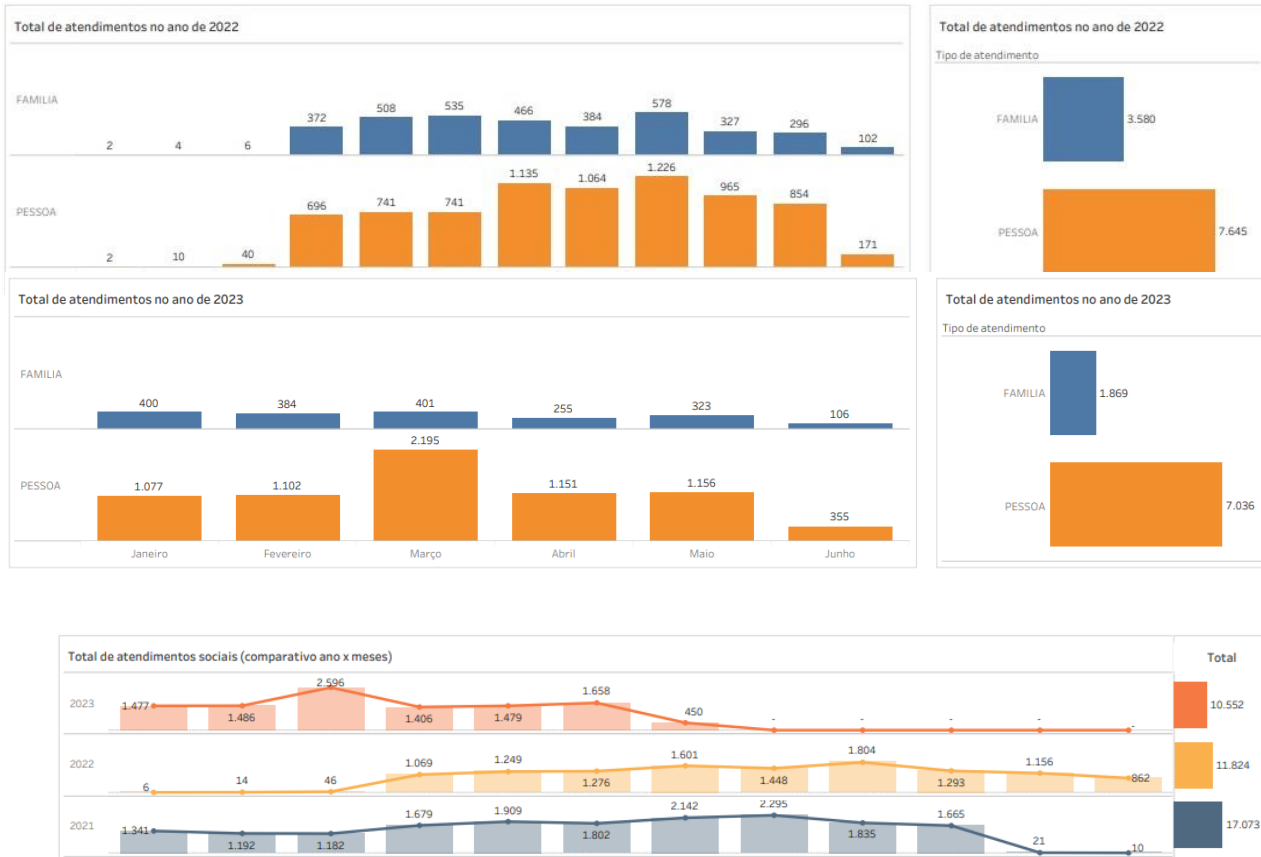 Total de atendimentos no ano de 2022
FAMILIA
2 4 6 372 508 535 466 384 578 327 296 102
PESSOA
2 10 40 696 741 741 1.135 1.064 1.226 965 854 171
Total de atendimentos no ano de 2022
Tipo de atendimento
FAMILIA 3.580
PESSOA 7.645
Total de atendimentos no ano de 2023
FAMILIA
400 384 401 255 323 106
PESSOA
1.077 1.102 2.195 1.151 1.156 355
Janeiro Fevereiro Março Abril Maio Junho
Total de atendimentos no ano de 2023
Tipo de atendimento
FAMILIA 1.869
PESSOA 7.036
Total de atendimentos sociais (comparativo ano x meses) Total
2023 1.477 1.486 2.596 1.406 1.479 1.658 450 - - - - - 10.552
2022 6 14 46 1.069 1.249 1.276 1.601 1.448 1.804 1.293 1.156 862 11.824
2021 1.341 1.192 1.182 1.679 1.909 1.802 2.142 2.295 1.835 1.665 21 10 17.073